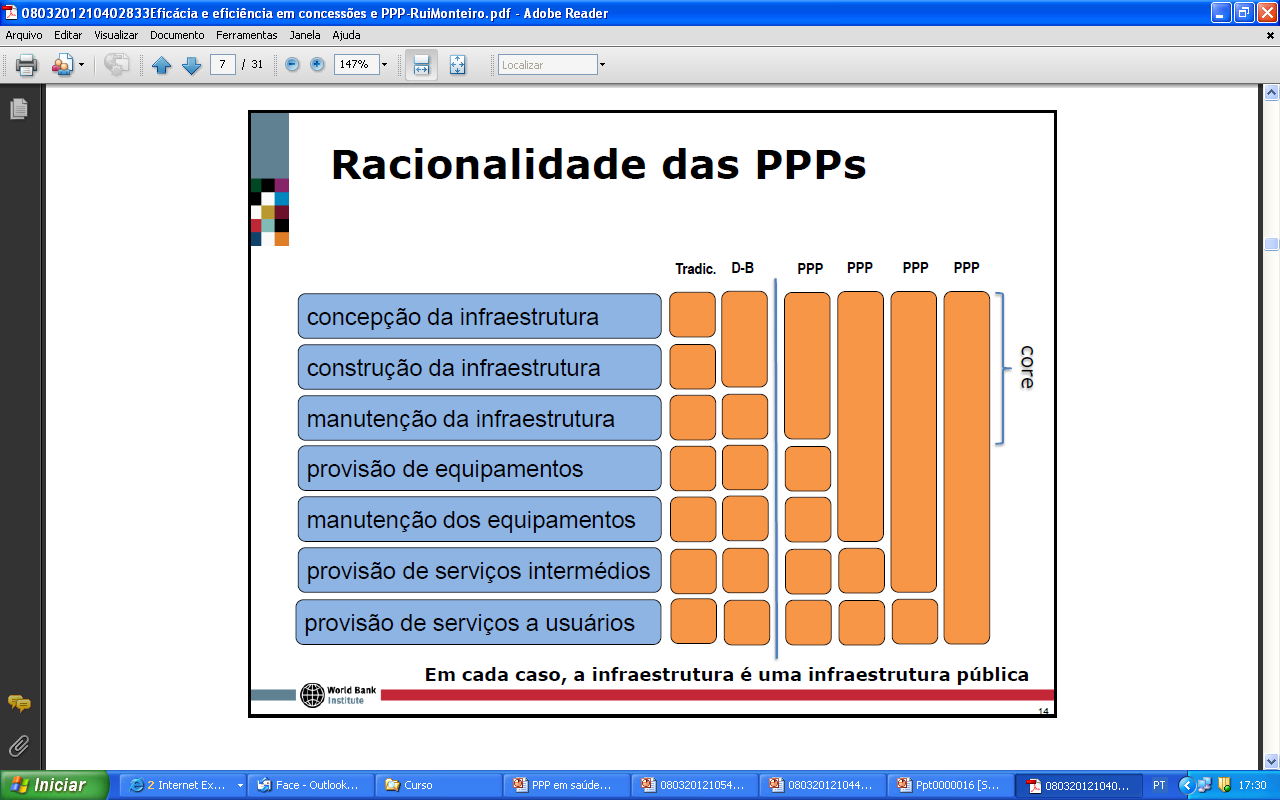 0803201210402833Eficácia e eficiência em concessões e PPP-RuiMonteiro.pdf - Adobe Reader
Arquivo Editar Visualizar Documento Ferramentas Janela Ajuda
7 / 31 147% Localizar
Racionalidade das PPPs
Tradic. D-B PPP PPP PPP PPP
concepção da infraestrutura
construção da infraestrutura
manutenção da infraestrutura
provisão de equipamentos
manutenção dos equipamentos
provisão de serviços intermédios
provisão de serviços a usuários
core
Em cada caso, a infraestrutura é uma infraestrutura pública
World Bank
Institute
14
Iniciar 2 Internet Ex... Face - Outlook... Curso PPP em saúde... 080320121054... 080320121044... Ppt0000016 [S... 080320121040... PT 17:30